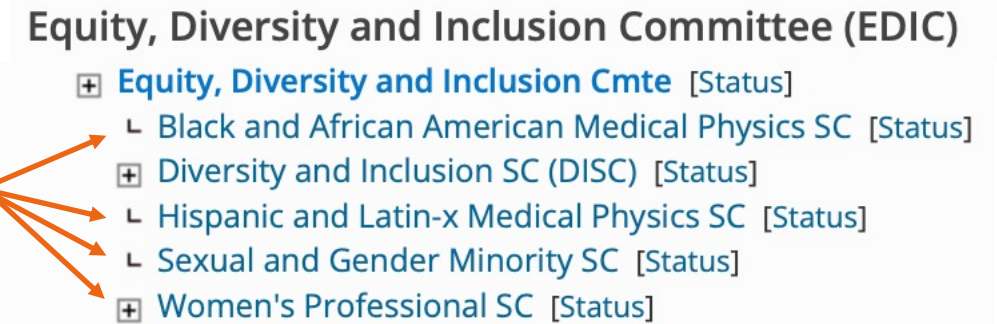 Equity, Diversity and Inclusion Committee (EDIC)
Equity, Diversity and Inclusion Cmte [Status]
Black and African American Medical Physics SC [Status]
Diversity and Inclusion SC (DISC) [Status]
Hispanic and Latin-x Medical Physics SC [Status]
Sexual and Gender Minority SC [Status]
Women's Professional SC [Status]